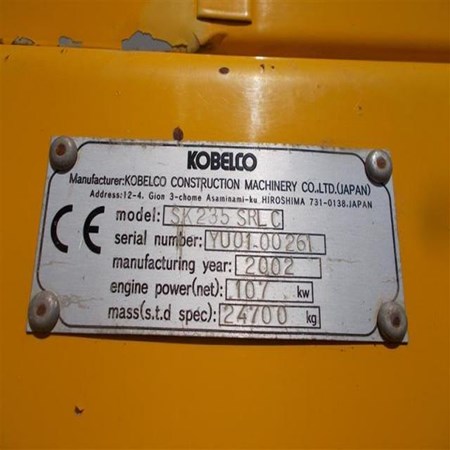 KOBELCO
Manufacturer:KOBELCO CONSTRUCTION MACHINERY CO.,LTD.(JAPAN)
Address:12-4, Gion 3-chome Asaminami-ku HIROSHIMA 731-0138,JAPAN
CE
model: SK235 SRLC
serial number: YU01-00261
manufacturing year: 2002
engine power(net): 107 kw
mass(s.t.d spec): 24700 kg